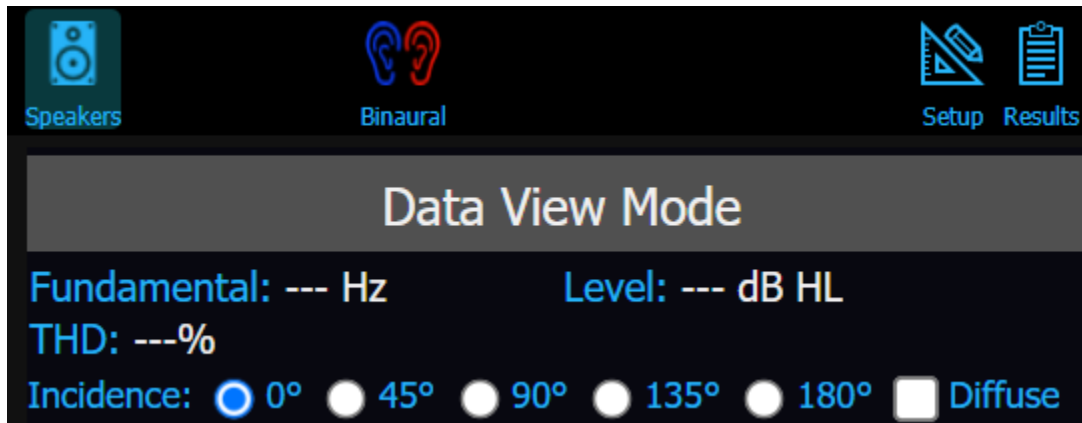 Speakers Binaural Setup Results
Data View Mode
Fundamental: --- Hz Level: --- dB HL
THD: ---%
Incidence: 0° 45° 90° 135° 180° Diffuse